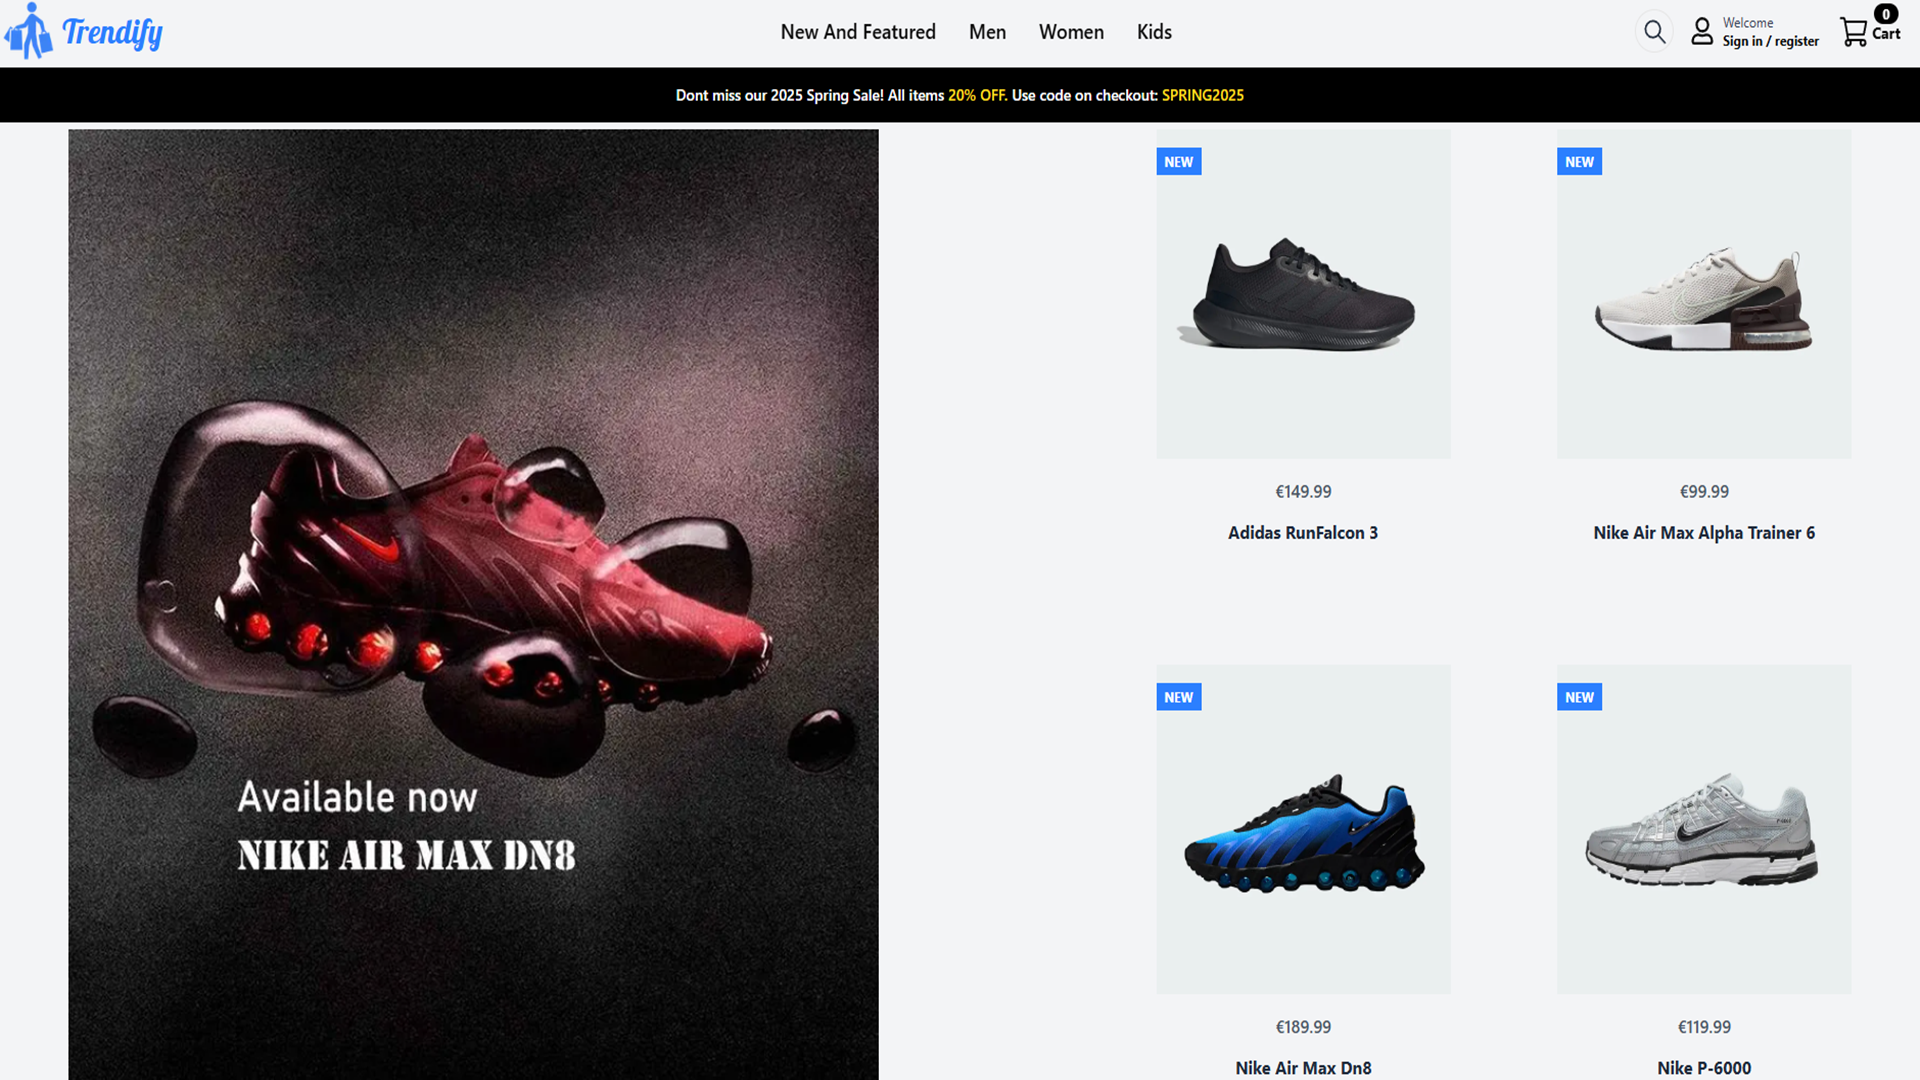 Trendify
New And Featured
Men
Women
Kids
Welcome
Sign in / register
0
Cart
Dont miss our 2025 Spring Sale! All items 20% OFF. Use code on checkout: SPRING2025
Available now
NIKE AIR MAX DN8
NEW
€149.99
Adidas RunFalcon 3
NEW
€99.99
Nike Air Max Alpha Trainer 6
NEW
€189.99
Nike Air Max Dn8
NEW
€119.99
Nike P-6000